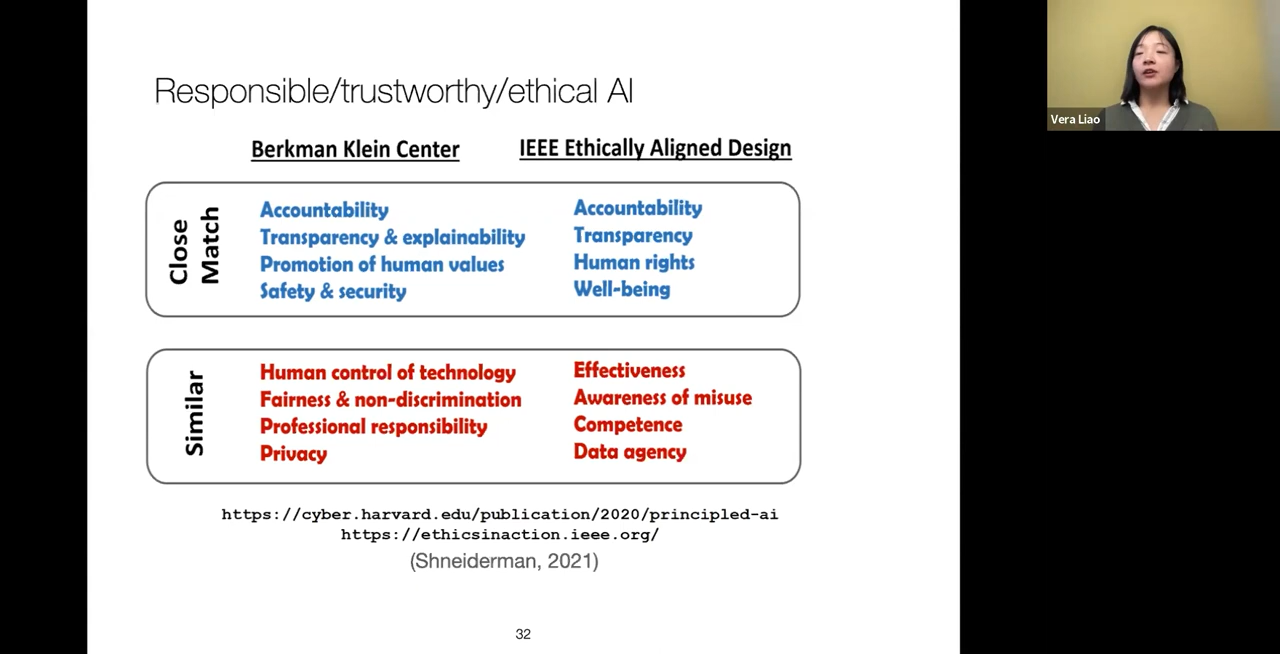 Responsible/trustworthy/ethical AI
Berkman Klein Center
IEEE Ethically Aligned Design
Close
Match
Accountability
Transparency & explainability
Promotion of human values
Safety & security
Accountability
Transparency
Human rights
Well-being
Similar
Human control of technology
Fairness & non-discrimination
Professional responsibility
Privacy
Effectiveness
Awareness of misuse
Competence
Data agency
https://cyber.harvard.edu/publication/2020/principled-ai
https://ethicsinaction.ieee.org/
(Shneiderman, 2021)
32
Vera Liao